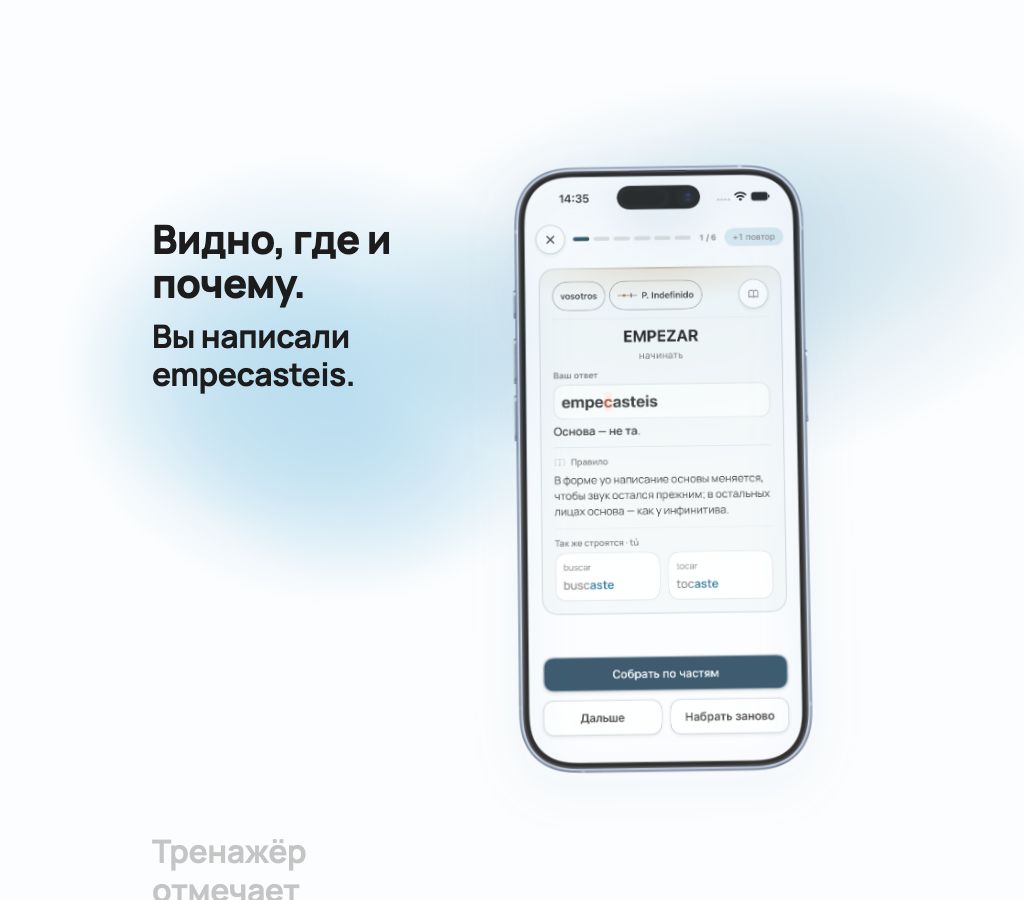 Видно, где и
почему.
Вы написали
empecasteis.
14:35
1 / 6
+1 повтор
vosotros
P. Indefinido
EMPEZAR
начинать
Ваш ответ
empecasteis
Основа — не та.
Правило
В форме yo написание основы меняется,
чтобы звук остался прежним; в остальных
лицах основа — как у инфинитива.
Так же строятся · tú
buscar
tocar
buscaste
tocaste
Собрать по частям
Дальше
Набрать заново
Тренажёр
отмечает